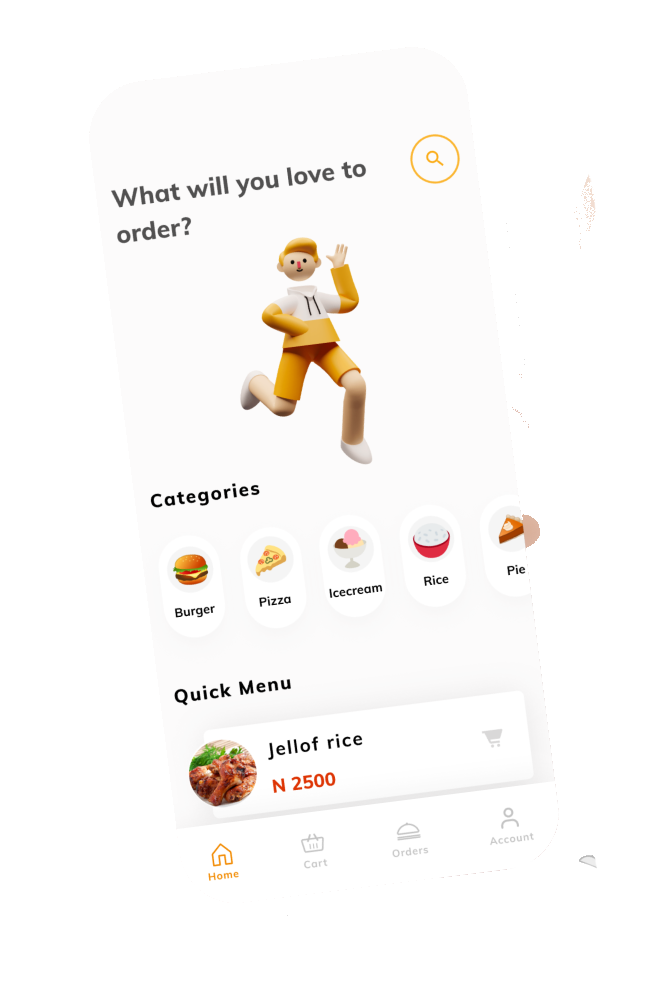 What will you love to
order?
Categories
Burger
Pizza
Icecream
Rice
Pie
Quick Menu
Jellof rice
N 2500
Home
Cart
Orders
Account